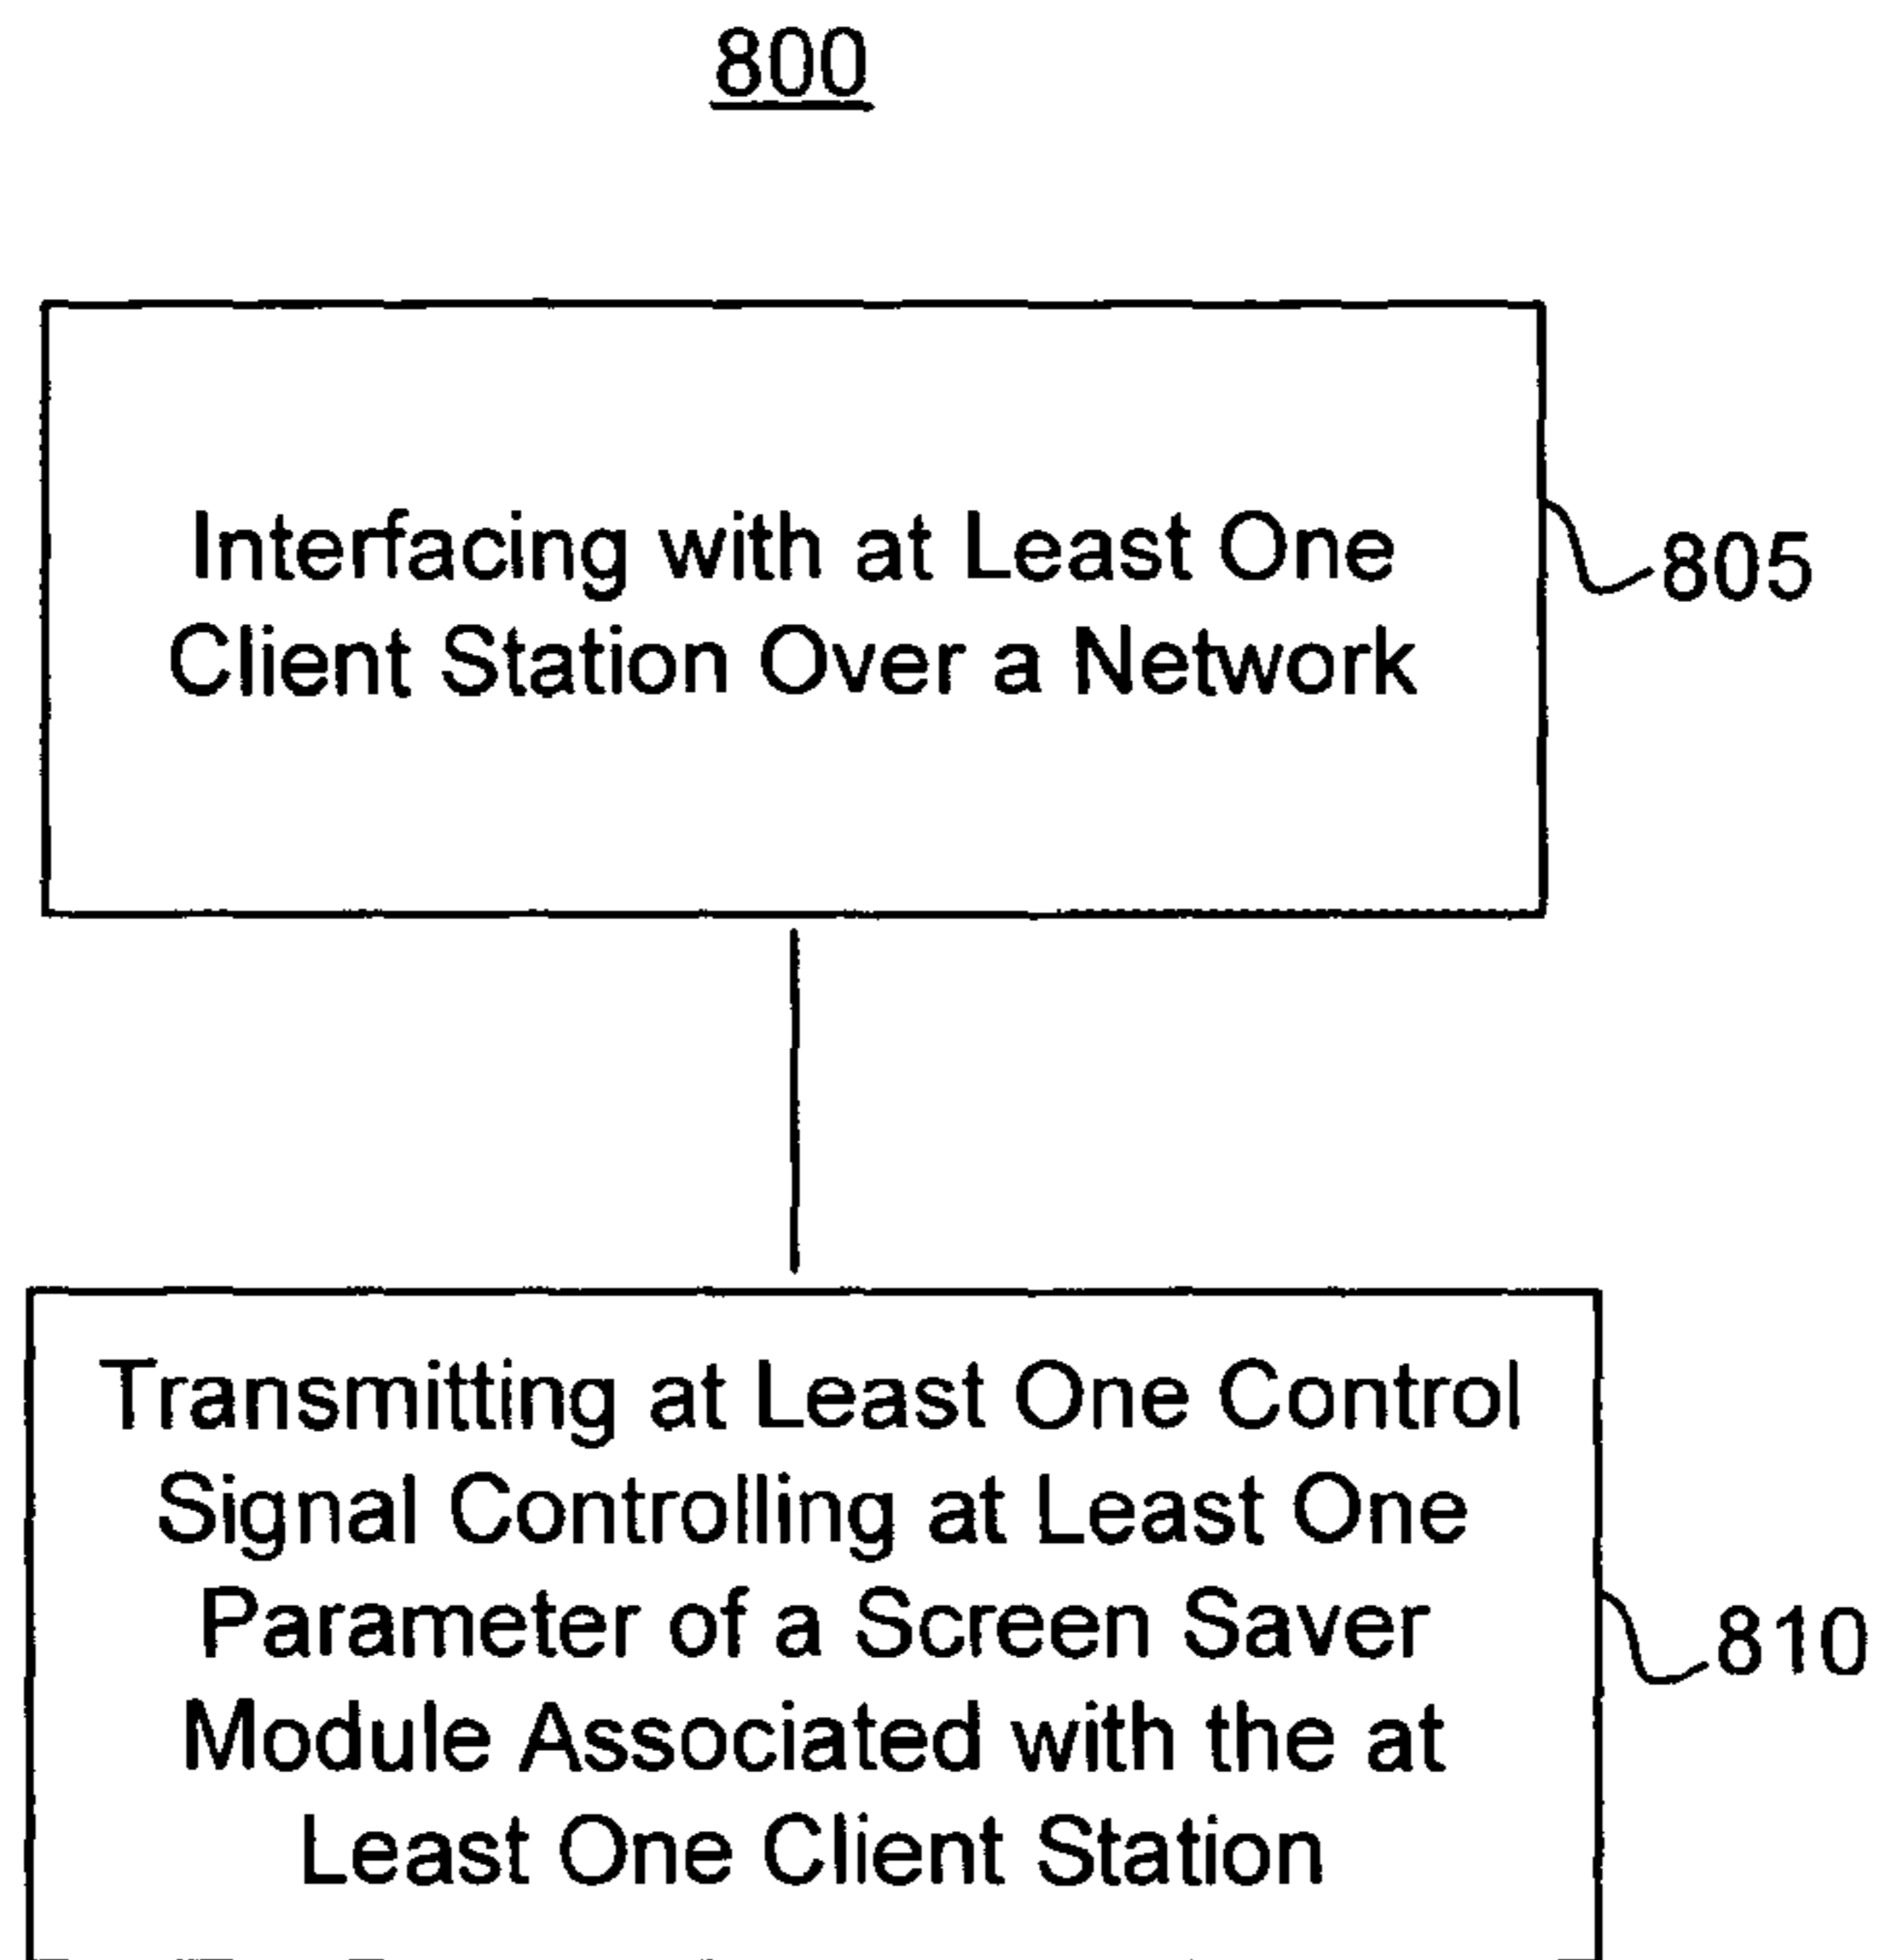 800
Interfacing with at Least One
Client Station Over a Network
805
Transmitting at Least One Control
Signal Controlling at Least One
Parameter of a Screen Saver
Module Associated with the at
Least One Client Station
810